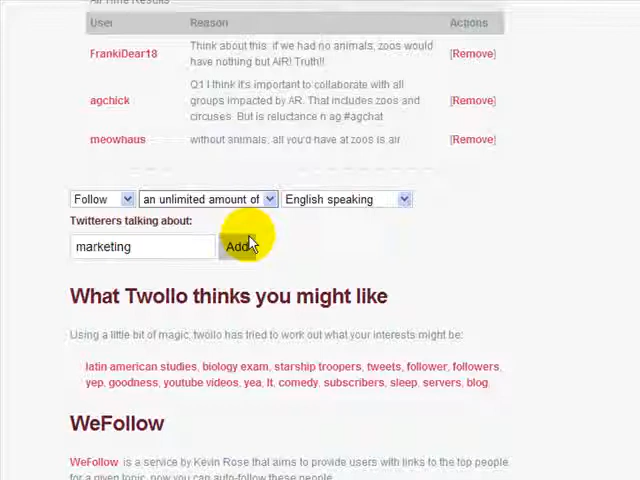 All Time Results
User Reason Actions
FrankiDear18 Think about this if we had no animals, zoos would have nothing but AiR! Truth!! [Remove]
agchick Q1 I think it's important to collaborate with all groups impacted by AR. That includes zoos and circuses. But is reluctance n ag #agchat [Remove]
meowhaus without animals, all you'd have at zoos is air [Remove]
Follow an unlimited amount of English speaking
Twitterers talking about:
marketing Add
What Twollo thinks you might like
Using a little bit of magic, twollo has tried to work out what your interests might be:
latin american studies, biology exam, starship troopers, tweets, follower, followers,
yep, goodness, youtube videos, yea, lt, comedy, subscribers, sleep, servers, blog,
WeFollow
WeFollow is a service by Kevin Rose that aims to provide users with links to the top people
for a given topic, now you can auto-follow these people